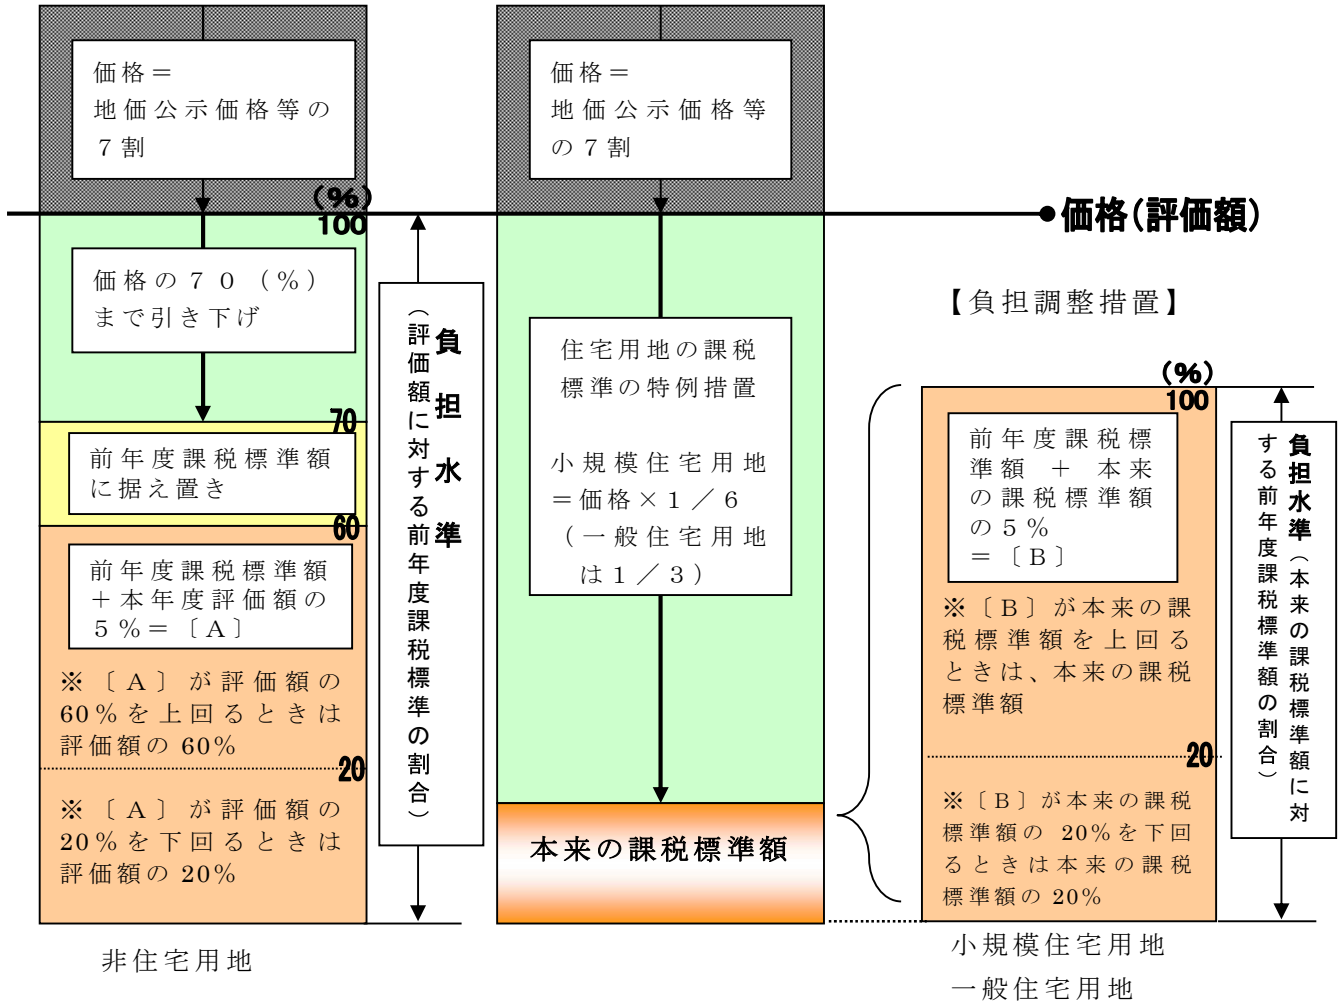 価格＝
地価公示価格等の
７割
(%)
100
価格の７０（%）
まで引き下げ
70
前年度課税標準額
に据え置き
60
前年度課税標準額
＋本年度評価額の
５%＝〔A〕
※〔A〕が評価額の
60%を上回るときは
評価額の 60%
20
※〔A〕が評価額の
20%を下回るときは
評価額の 20%
非住宅用地
負担水準
（評価額に対する前年度課税標準の割合）
価格＝
地価公示価格等
の７割
住宅用地の課税
標準の特例措置
小規模住宅用地
＝価格×１／６
（一般住宅用地
は１／３）
本来の課税標準額
価格(評価額)
【負担調整措置】
(%)
100
前年度課税標
準額 ＋ 本来
の課税標準額
の５%
＝〔B〕
※〔B〕が本来の課
税標準額を上回る
ときは、本来の課税
標準額
20
※〔B〕が本来の課税
標準額の 20%を下回
るときは本来の課税
標準額の 20%
負担水準（本来の課税標準額に対
する前年度課税標準額の割合）
小規模住宅用地
一般住宅用地